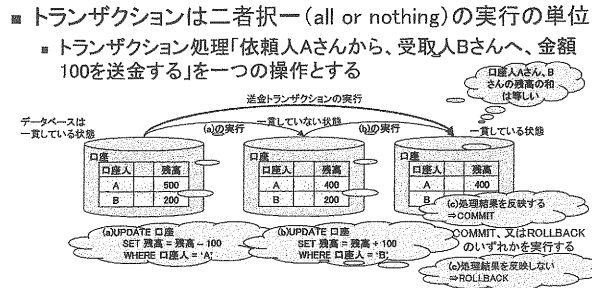 ▪ トランザクションは二者択一(all or nothing)の実行の単位
▪ トランザクション処理「依頼人Aさんから、受取人Bさんへ、金額
100を送金する」を一つの操作とする
口座人Aさん、B
さんの残高の和
は等しい
送金トランザクションの実行
データベースは
一貫している状態
(a)の実行
一貫していない状態
(b)の実行
一貫している状態
口座
口座人 残高
A 500
B 200
口座
口座人 残高
A 400
B 200
口座
口座人 残高
A 400
B
(a)UPDATE 口座
SET 残高 = 残高 - 100
WHERE 口座人 = 'A'
(b)UPDATE 口座
SET 残高 = 残高 + 100
WHERE 口座人 = 'B'
(c)処理結果を反映する
⇒COMMIT
COMMIT、又はROLLBACK
のいずれかを実行する
(c)処理結果を反映しない
⇒ROLLBACK